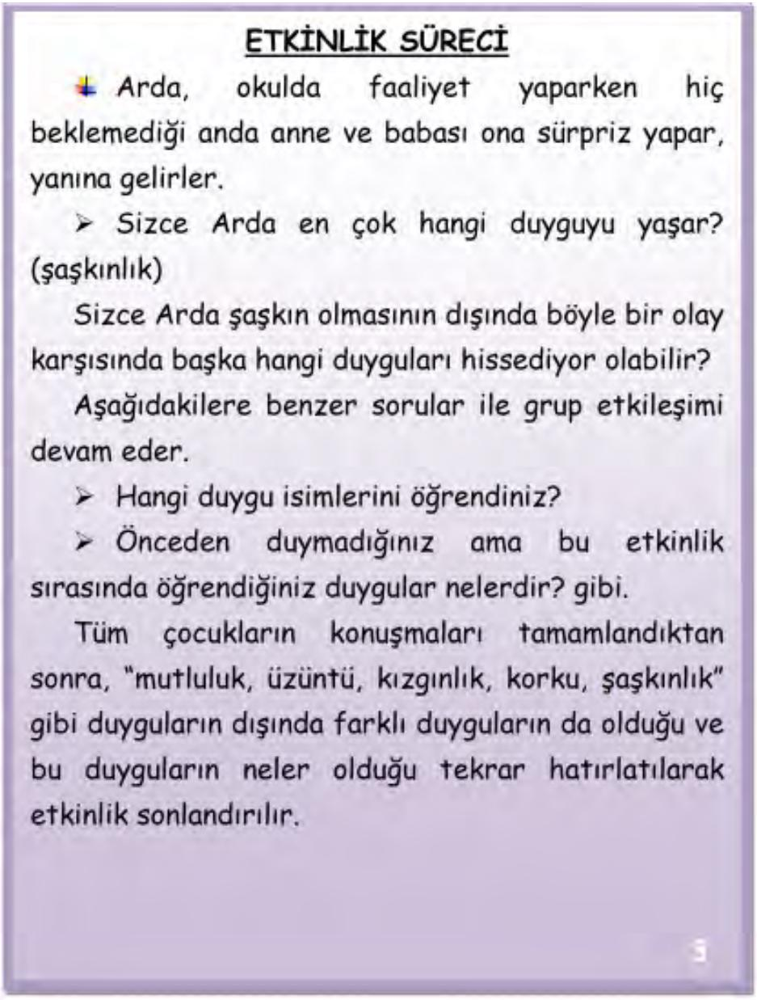 ETKİNLİK SÜRECİ
Arda, okulda faaliyet yaparken hiç
beklemediği anda anne ve babası ona sürpriz yapar,
yanına gelirler.
➢ Sizce Arda en çok hangi duyguyu yaşar?
(şaşkınlık)
Sizce Arda şaşkın olmasının dışında böyle bir olay
karşısında başka hangi duyguları hissediyor olabilir?
Aşağıdakilere benzer sorular ile grup etkileşimi
devam eder.
➢ Hangi duygu isimlerini öğrendiniz?
➢ Önceden duymadığınız ama bu etkinlik
sırasında öğrendiğiniz duygular nelerdir? gibi.
Tüm çocukların konuşmaları tamamlandıktan
sonra, “mutluluk, üzüntü, kızgınlık, korku, şaşkınlık”
gibi duyguların dışında farklı duyguların da olduğu ve
bu duyguların neler olduğu tekrar hatırlatılarak
etkinlik sonlandırılır.
3